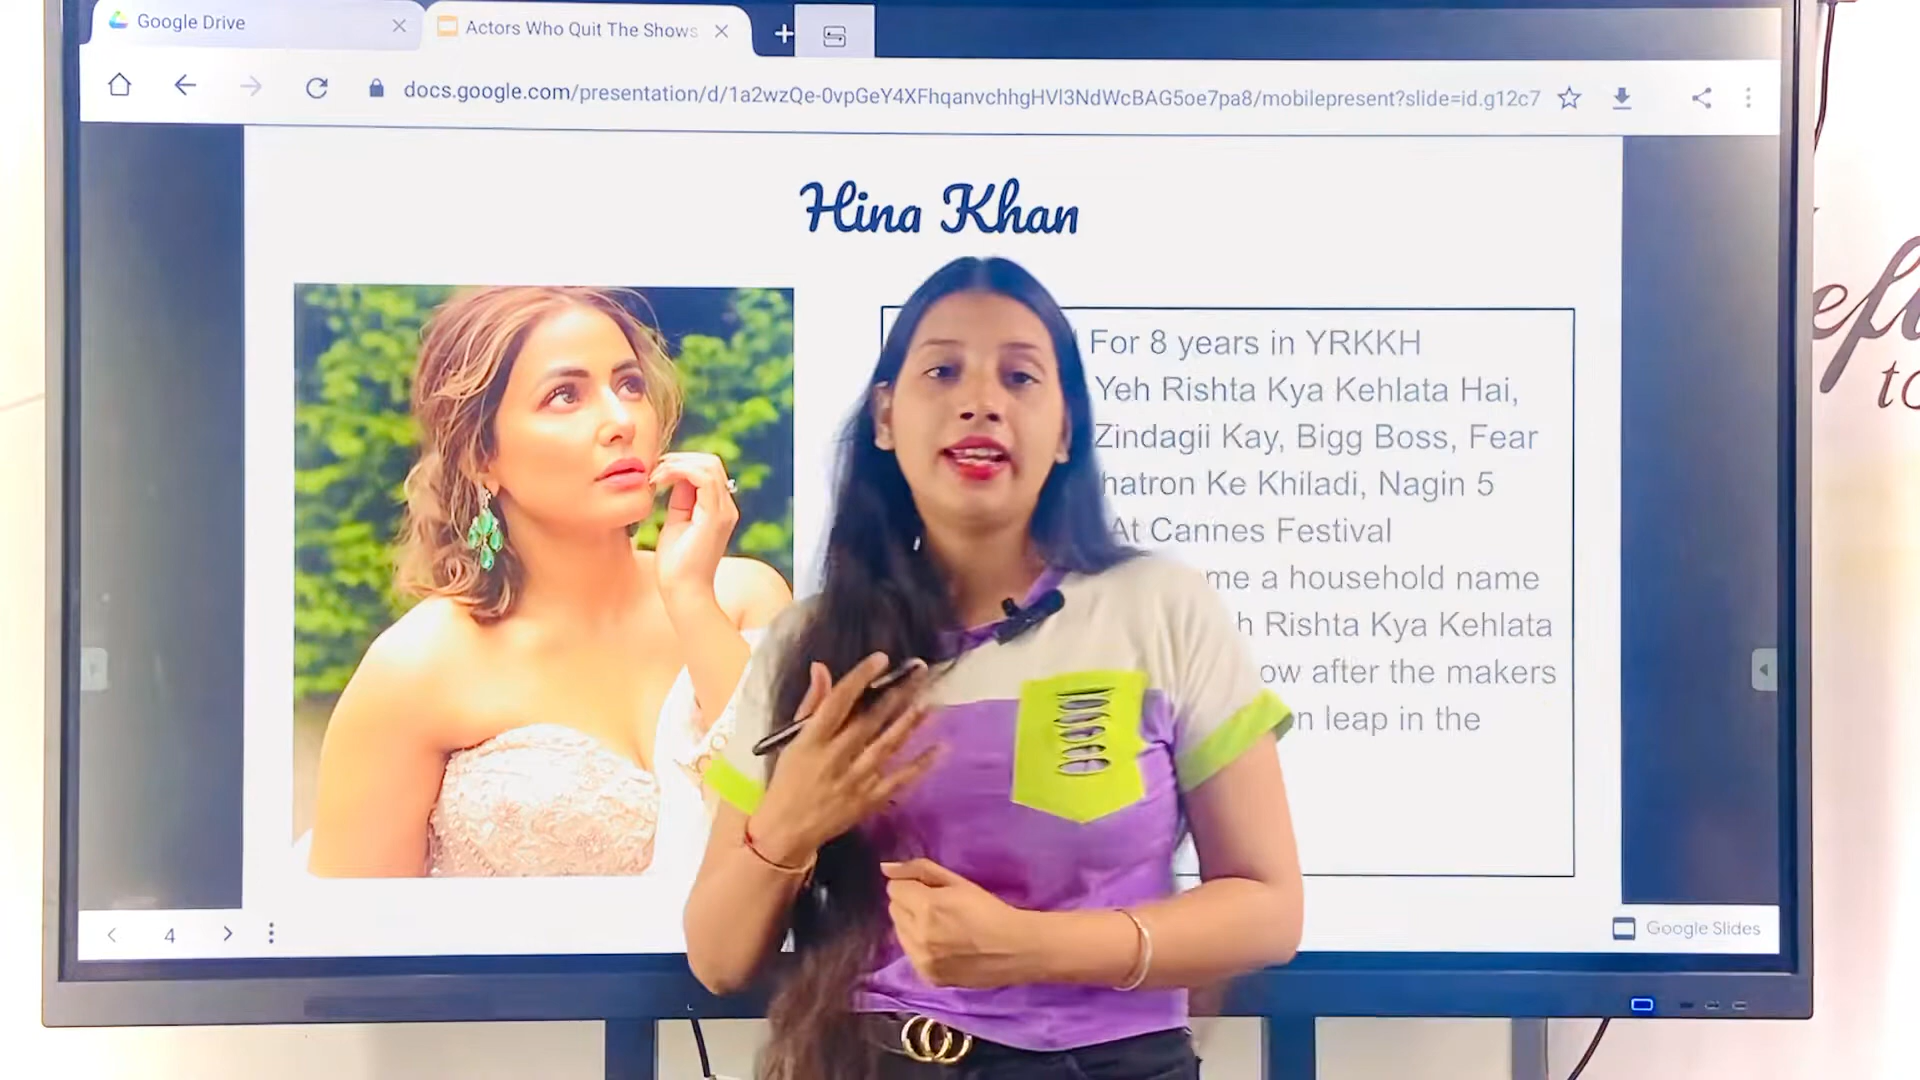 Google Drive
Actors Who Quit The Shows
docs.google.com/presentation/d/1a2wzQe-0vpGeY4XFhqanvchhgHVl3NdWcBAG5oe7pa8/mobilepresent?slide=id.g12c7
Hina Khan
For 8 years in YRKKH
Yeh Rishta Kya Kehlata Hai,
Zindagii Kay, Bigg Boss, Fear
hatron Ke Khiladi, Nagin 5
At Cannes Festival
me a household name
h Rishta Kya Kehlata
ow after the makers
on leap in the
4
Google Slides
efl
to